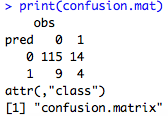 > print(confusion.mat)
    obs
pred   0  1
   0 115 14
   1   9  4
attr(,"class")
[1] "confusion.matrix"